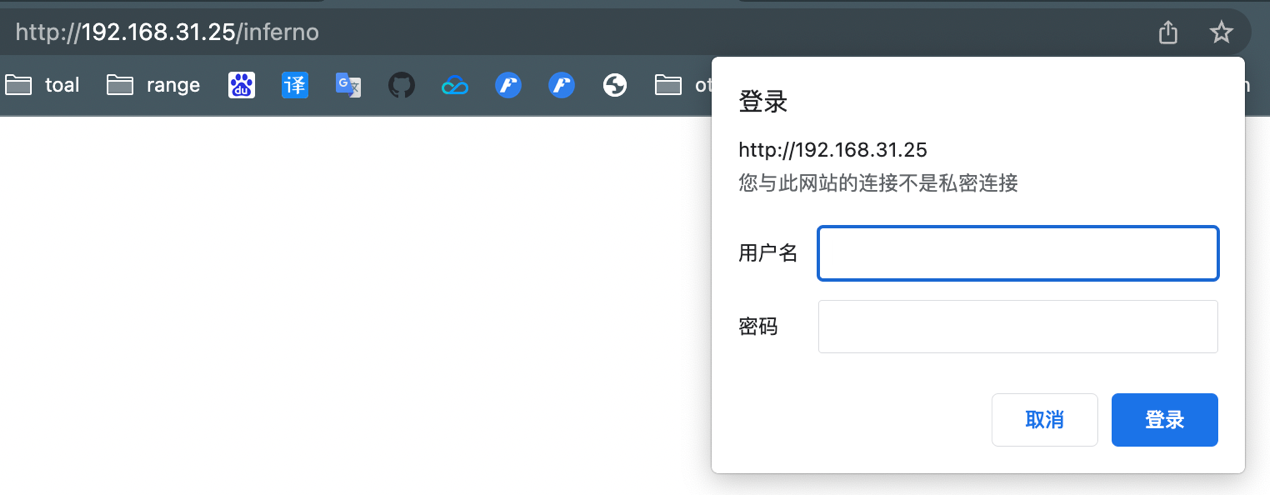 http://192.168.31.25/inferno
toal
range
du
译
G
文
登录
http://192.168.31.25
您与此网站的连接不是私密连接
用户名
密码
取消
登录